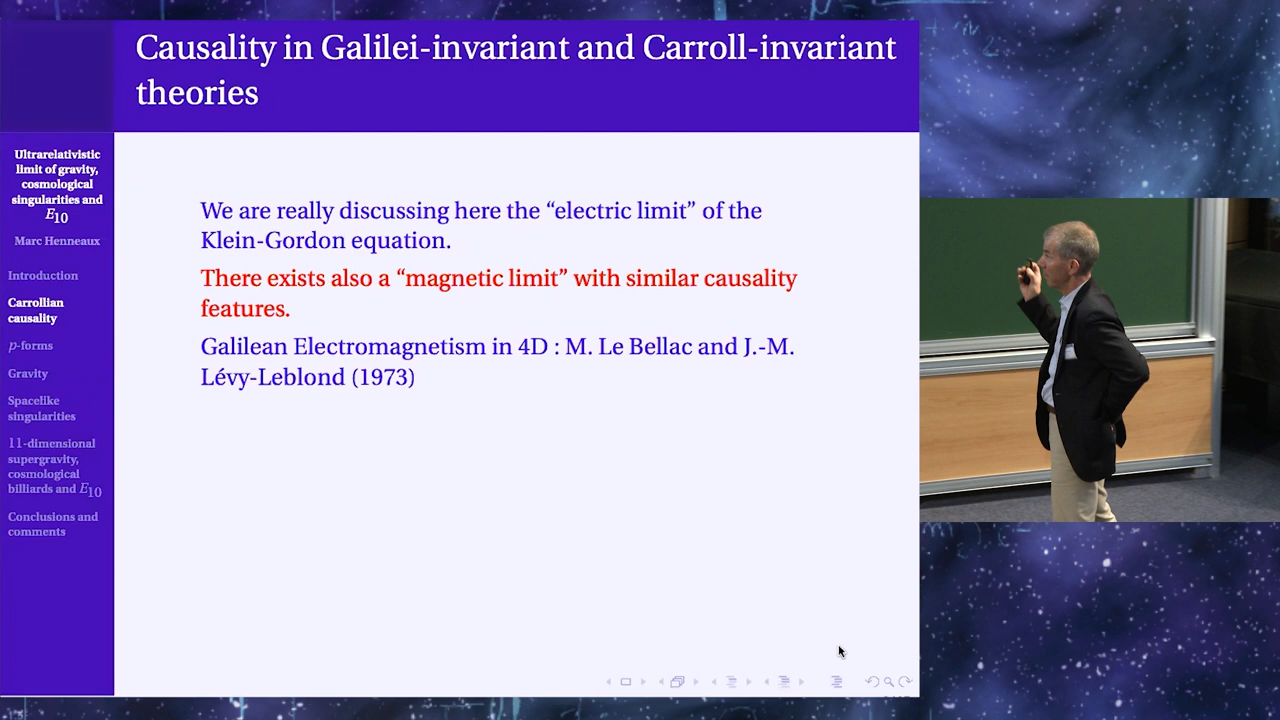 Causality in Galilei-invariant and Carroll-invariant
theories
Ultrarelativistic
limit of gravity,
cosmological
singularities and
E10
Marc Henneaux
Introduction
Carrollian
causality
p-forms
Gravity
Spacelike
singularities
11-dimensional
supergravity,
cosmological
billiards and E10
Conclusions and
comments
We are really discussing here the “electric limit” of the
Klein-Gordon equation.
There exists also a “magnetic limit” with similar causality
features.
Galilean Electromagnetism in 4D : M. Le Bellac and J.-M.
Lévy-Leblond (1973)